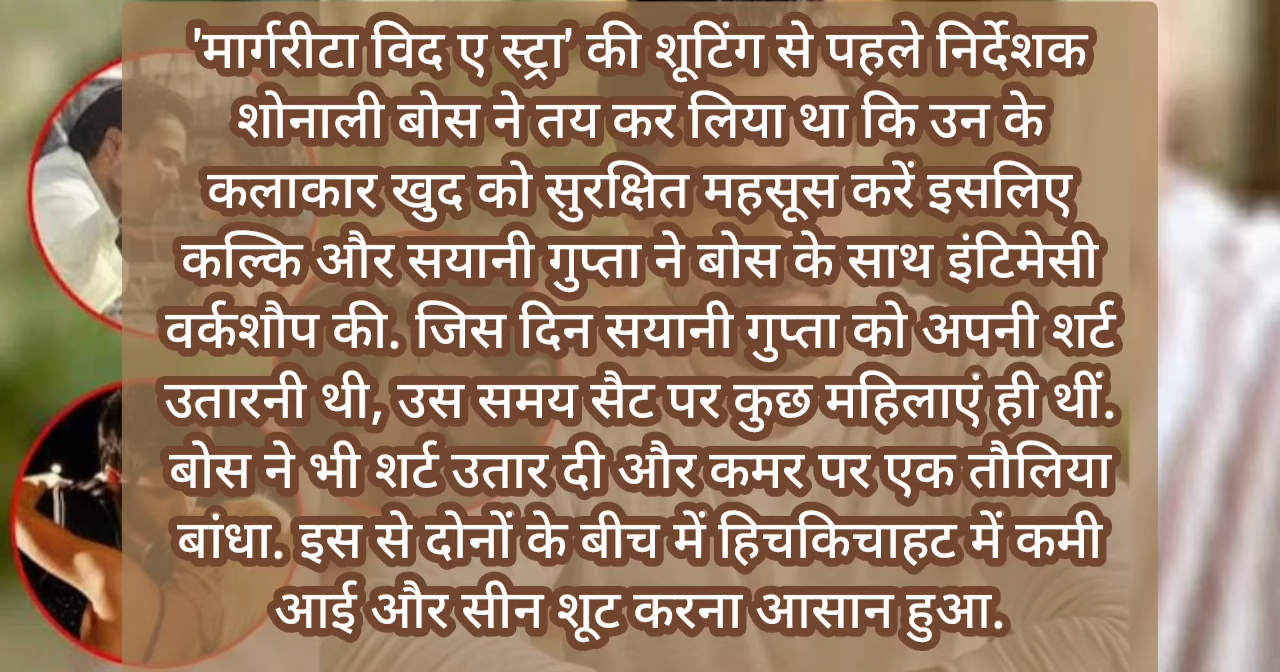 'मार्गरीटा विद ए स्ट्रा' की शूटिंग से पहले निर्देशक
शोनाली बोस ने तय कर लिया था कि उन के
कलाकार खुद को सुरक्षित महसूस करें इसलिए
कल्कि और सयानी गुप्ता ने बोस के साथ इंटिमेसी
वर्कशौप की. जिस दिन सयानी गुप्ता को अपनी शर्ट
उतारनी थी, उस समय सैट पर कुछ महिलाएं ही थीं.
बोस ने भी शर्ट उतार दी और कमर पर एक तौलिया
बांधा. इस से दोनों के बीच में हिचकिचाहट में कमी
आई और सीन शूट करना आसान हुआ.